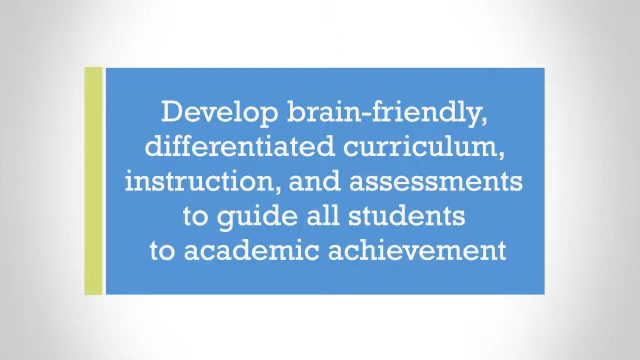 Develop brain-friendly,
differentiated curriculum,
instruction, and assessments
to guide all students
to academic achievement